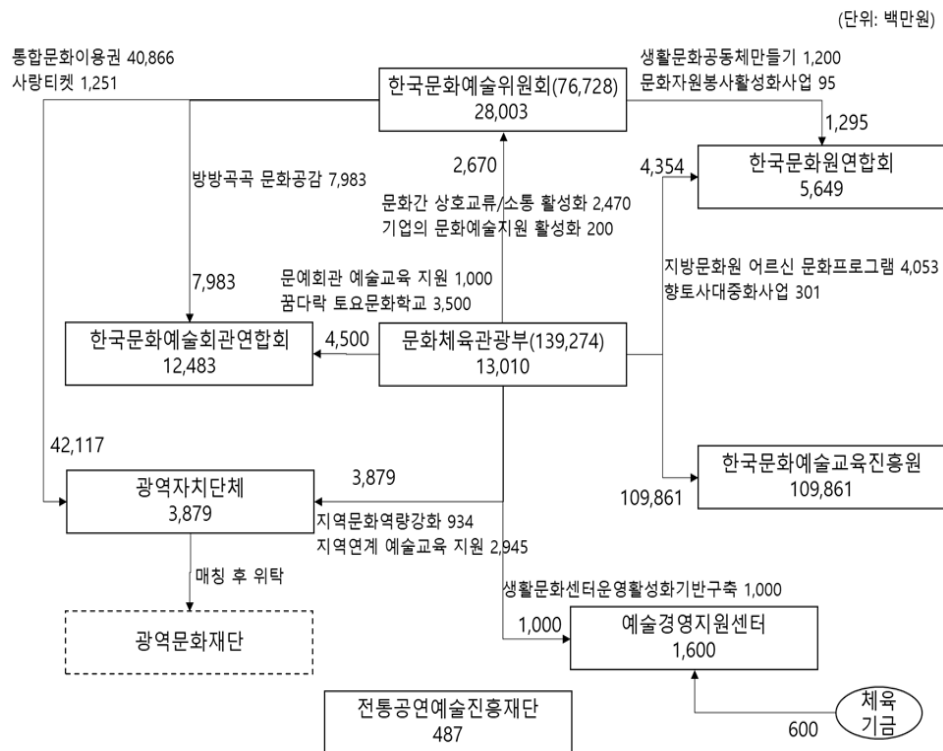 (단위: 백만원)
통합문화이용권 40,866
사랑티켓 1,251
한국문화예술위원회(76,728)
28,003
생활문화공동체만들기 1,200
문화자원봉사활성화사업 95
1,295
2,670
4,354
한국문화원연합회
5,649
방방곡곡 문화공감 7,983
문화간 상호교류/소통 활성화 2,470
기업의 문화예술지원 활성화 200
7,983
문예회관 예술교육 지원 1,000
꿈다락 토요문화학교 3,500
지방문화원 어르신 문화프로그램 4,053
향토사대중화사업 301
한국문화예술회관연합회
12,483
4,500
문화체육관광부(139,274)
13,010
42,117
광역자치단체
3,879
3,879
지역문화역량강화 934
지역연계 예술교육 지원 2,945
109,861
한국문화예술교육진흥원
109,861
매칭 후 위탁
광역문화재단
생활문화센터운영활성화기반구축 1,000
1,000
예술경영지원센터
1,600
전통공연예술진흥재단
487
600
체육
기금